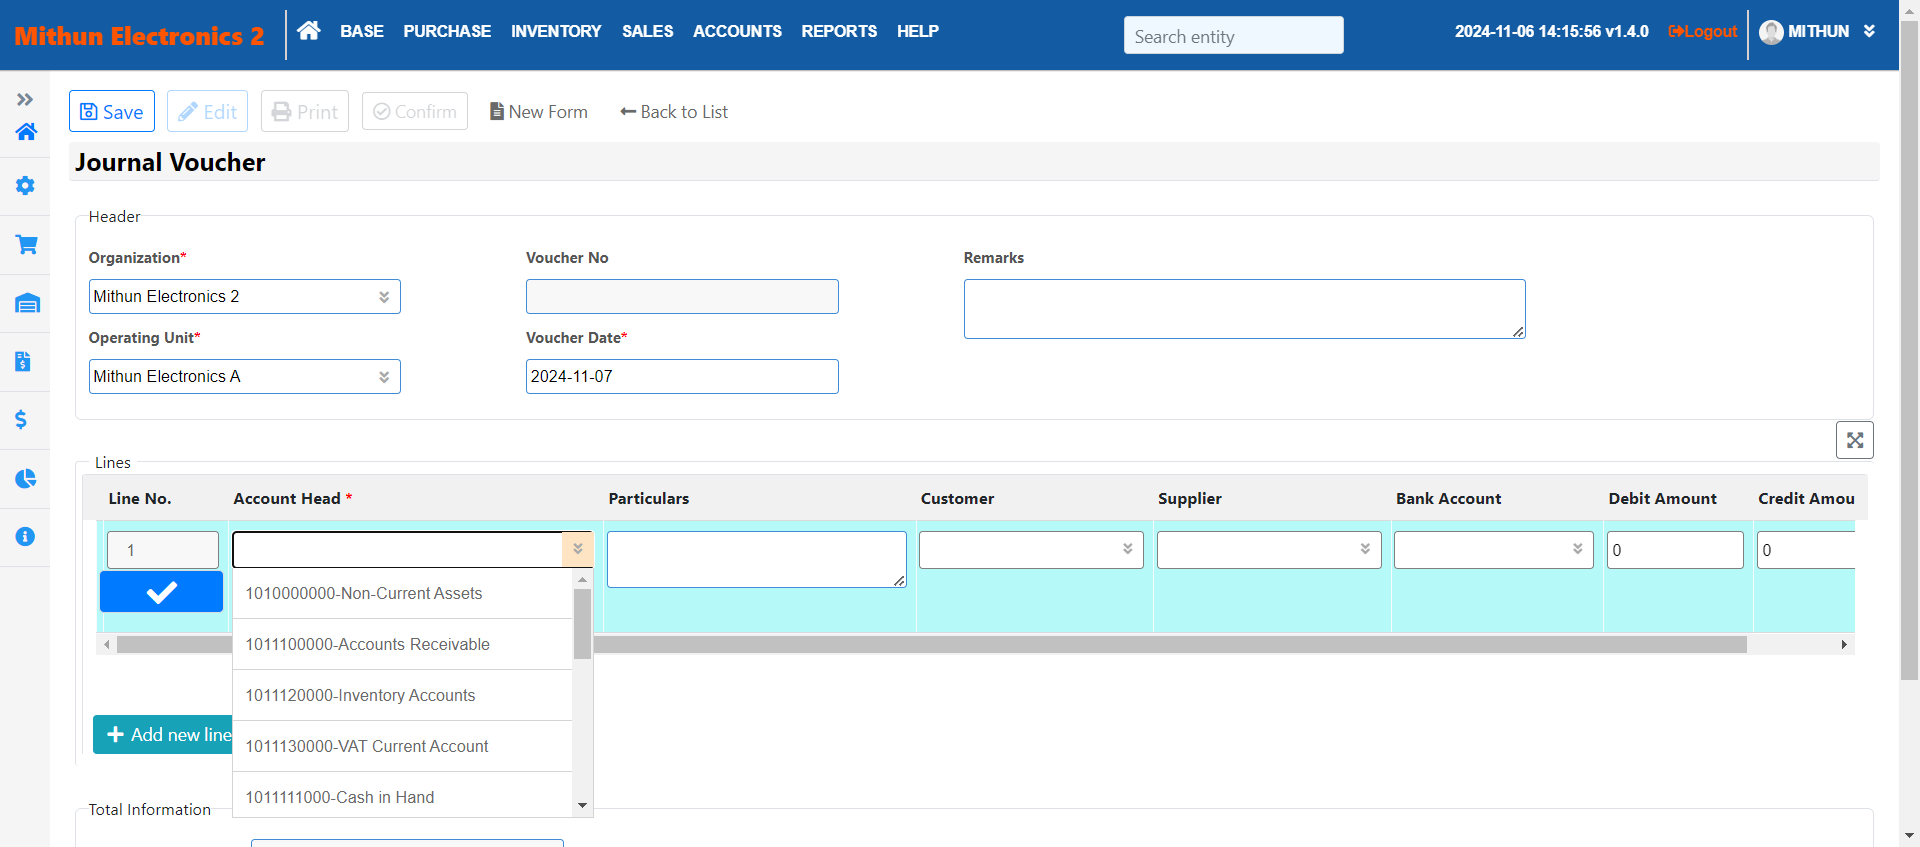 Mithun Electronics 2
BASE PURCHASE INVENTORY SALES ACCOUNTS REPORTS HELP
Search entity
2024-11-06 14:15:56 v1.4.0
Logout
MITHUN
Save Edit Print Confirm New Form Back to List
Journal Voucher
Header
Organization* Voucher No Remarks
Mithun Electronics 2
Operating Unit* Voucher Date*
Mithun Electronics A 2024-11-07
Lines
Line No. Account Head * Particulars Customer Supplier Bank Account Debit Amount Credit Amou
1 0 0
1010000000-Non-Current Assets
1011100000-Accounts Receivable
1011120000-Inventory Accounts
Add new line
1011130000-VAT Current Account
1011111000-Cash in Hand
Total Information